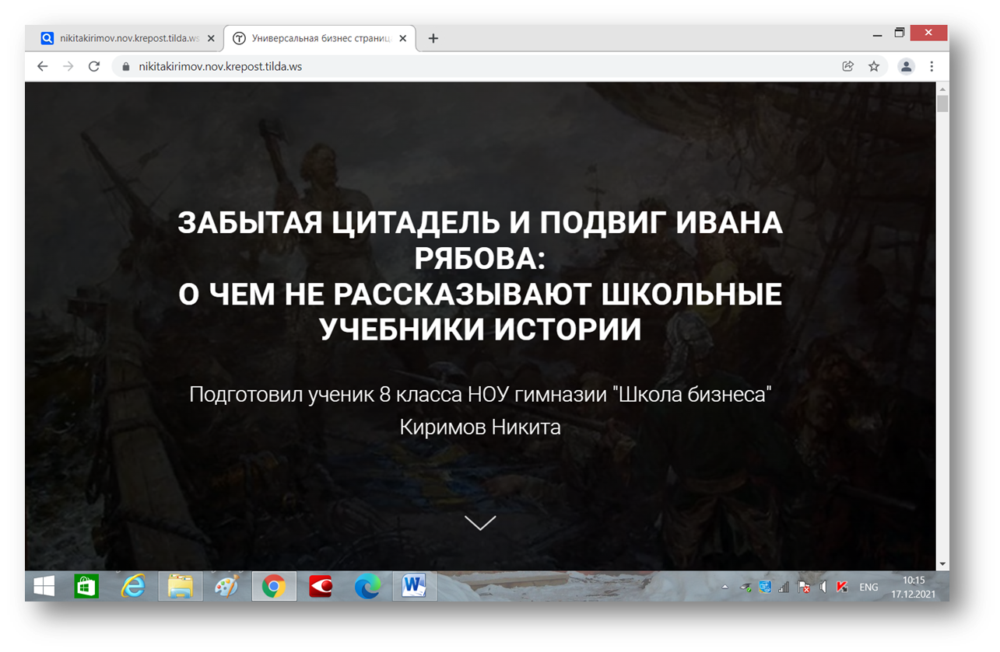 nikitakirimov.nov.krepost.tilda.ws
Универсальная бизнес страниц
nikitakirimov.nov.krepost.tilda.ws
ЗАБЫТАЯ ЦИТАДЕЛЬ И ПОДВИГ ИВАНА
РЯБОВА:
О ЧЕМ НЕ РАССКАЗЫВАЮТ ШКОЛЬНЫЕ
УЧЕБНИКИ ИСТОРИИ
Подготовил ученик 8 класса НОУ гимназии "Школа бизнеса"
Киримов Никита
ENG
10:15
17.12.2021